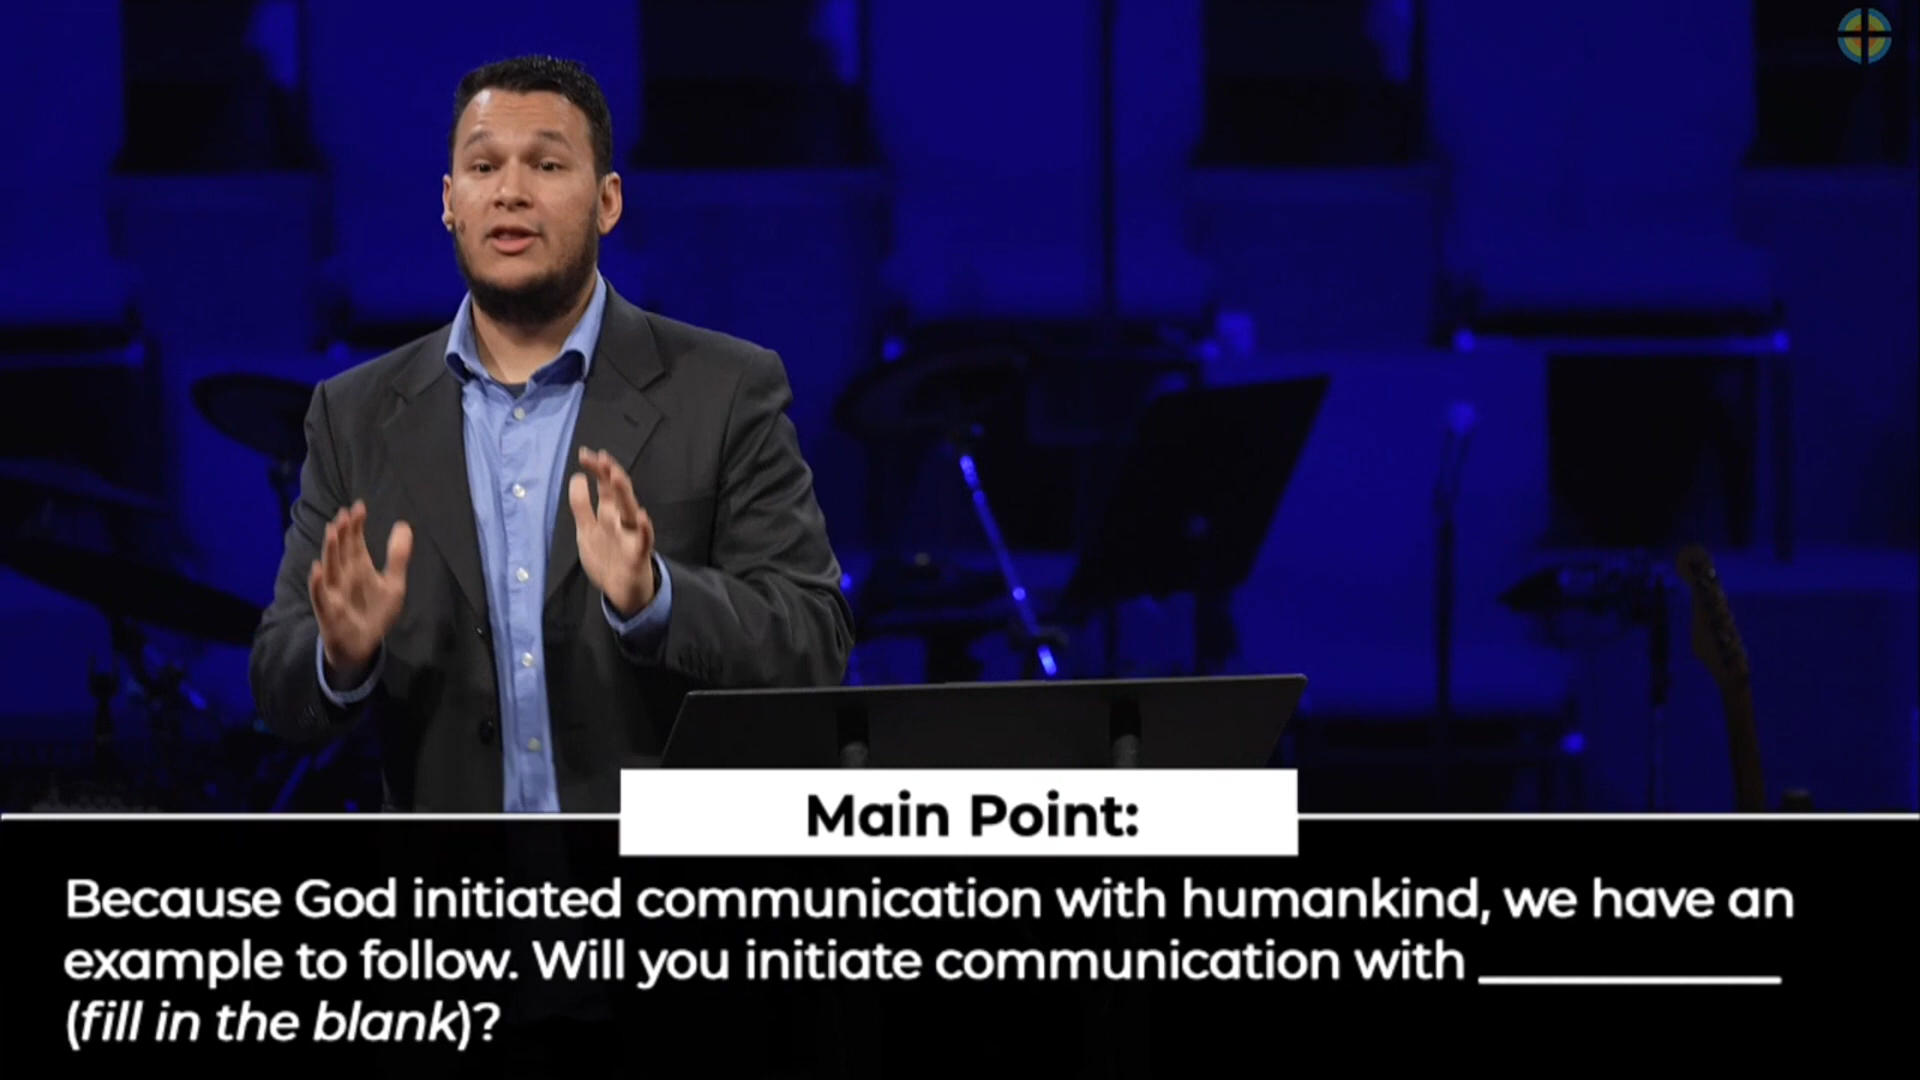 Main Point:
Because God initiated communication with humankind, we have an
example to follow. Will you initiate communication with ____________
(fill in the blank)?